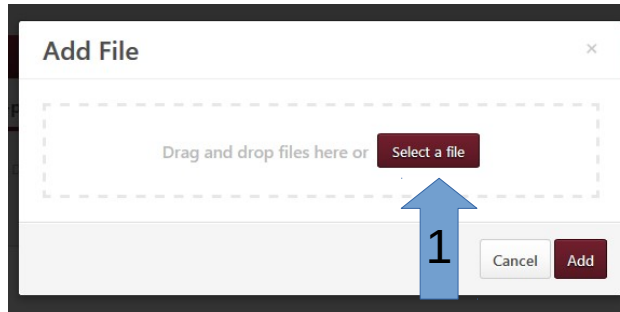 Add File
×
Drag and drop files here or Select a file
1
Cancel Add